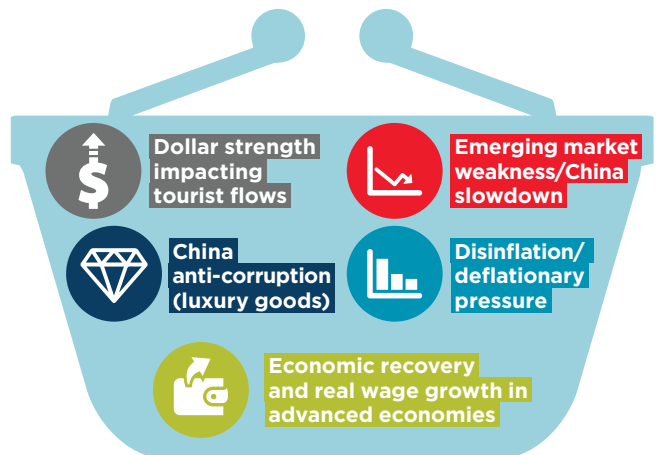 Dollar strength
impacting
tourist flows
Emerging market
weakness/China
slowdown
China
anti-corruption
(luxury goods)
Disinflation/
deflationary
pressure
Economic recovery
and real wage growth in
advanced economies